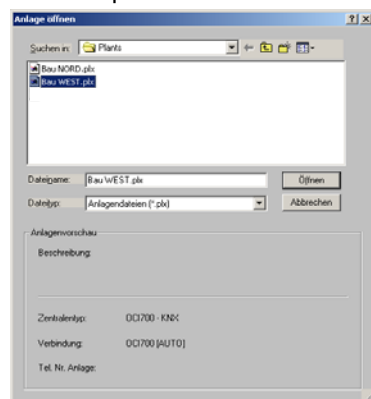 Anlage öffnen
Suchen in: Plants
Bau NORD.plx
Bau WEST.plx
Dateiname: Bau WEST.plx Öffnen
Dateityp: Anlagendateien (*.plx) Abbrechen
Anlagenvorschau
Beschreibung:
Zentralentyp: OCI700 - KNX
Verbindung: OCI700 [AUTO]
Tel. Nr. Anlage: